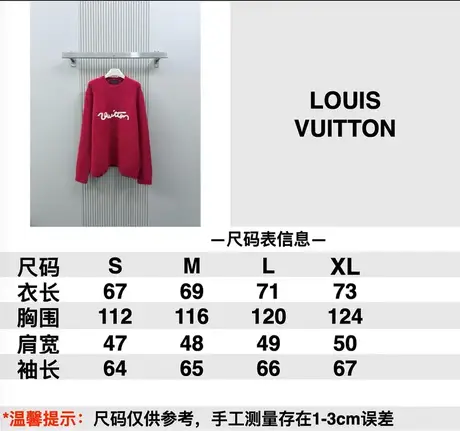 Vuitton
LOUIS
VUITTON
—尺码表信息—
尺码 S M L XL
衣长 67 69 71 73
胸围 112 116 120 124
肩宽 47 48 49 50
袖长 64 65 66 67
*温馨提示：尺码仅供参考，手工测量存在1-3cm误差